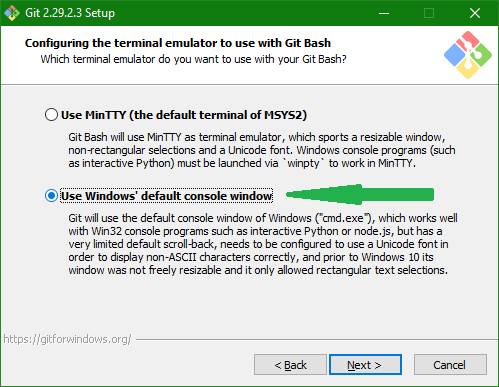 Git 2.29.2.3 Setup
Configuring the terminal emulator to use with Git Bash
Which terminal emulator do you want to use with your Git Bash?
Use MinTTY (the default terminal of MSYS2)
Git Bash will use MinTTY as terminal emulator, which sports a resizable window,
non-rectangular selections and a Unicode font. Windows console programs (such
as interactive Python) must be launched via `winpty` to work in MinTTY.
Use Windows' default console window
Git will use the default console window of Windows ("cmd.exe"), which works well
with Win32 console programs such as interactive Python or node.js, but has a
very limited default scroll-back, needs to be configured to use a Unicode font in
order to display non-ASCII characters correctly, and prior to Windows 10 its
window was not freely resizable and it only allowed rectangular text selections.
https://gitforwindows.org/
< Back
Next >
Cancel